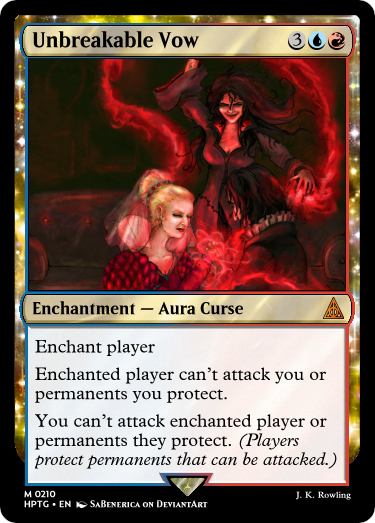 Unbreakable Vow 3
Enchantment — Aura Curse
Enchant player
Enchanted player can't attack you or
permanents you protect.
You can't attack enchanted player or
permanents they protect. (Players
protect permanents that can be attacked.)
M 0210
HPTG • EN SaBenerica on DeviantArt
J. K. Rowling